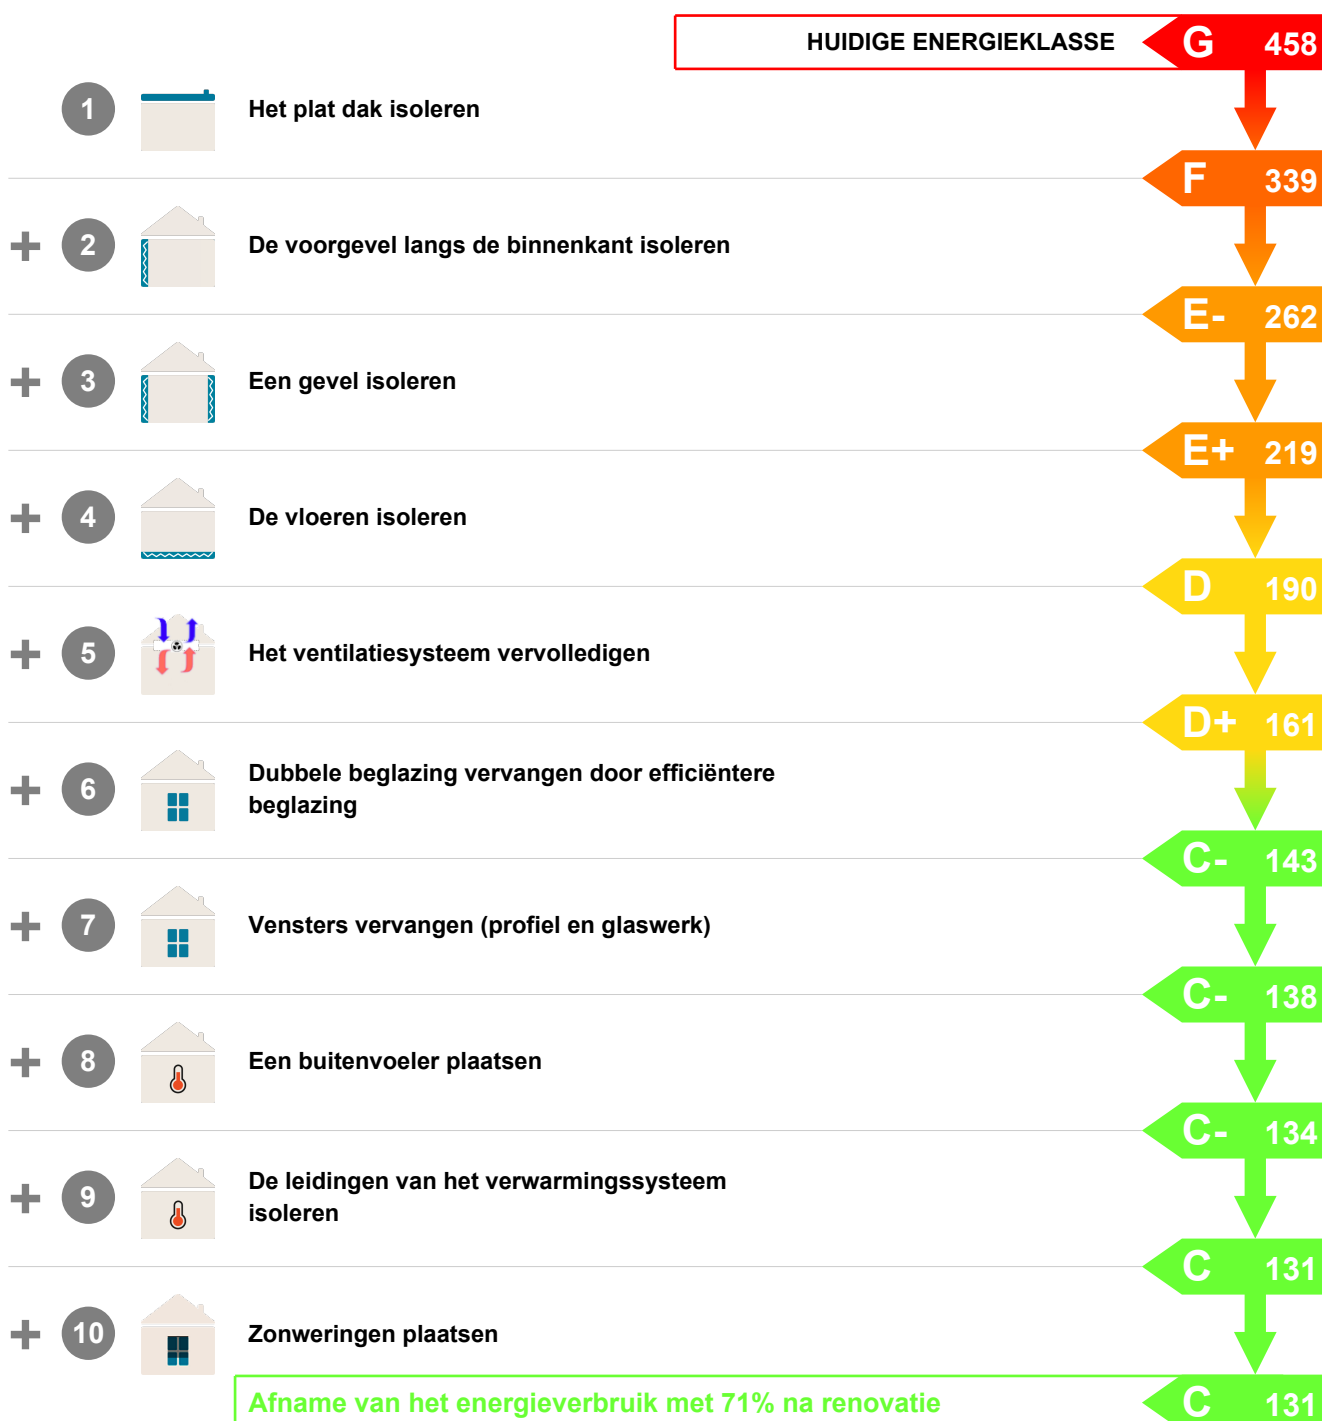 HUIDIGE ENERGIEKLASSE G 458
1 Het plat dak isoleren
F 339
+ 2 De voorgevel langs de binnenkant isoleren
E- 262
+ 3 Een gevel isoleren
E+ 219
+ 4 De vloeren isoleren
D 190
+ 5 Het ventilatiesysteem vervolledigen
D+ 161
+ 6 Dubbele beglazing vervangen door efficiëntere
beglazing
C- 143
+ 7 Vensters vervangen (profiel en glaswerk)
C- 138
+ 8 Een buitenvoeler plaatsen
C- 134
+ 9 De leidingen van het verwarmingssysteem
isoleren
C 131
+ 10 Zonweringen plaatsen
Afname van het energieverbruik met 71% na renovatie C 131